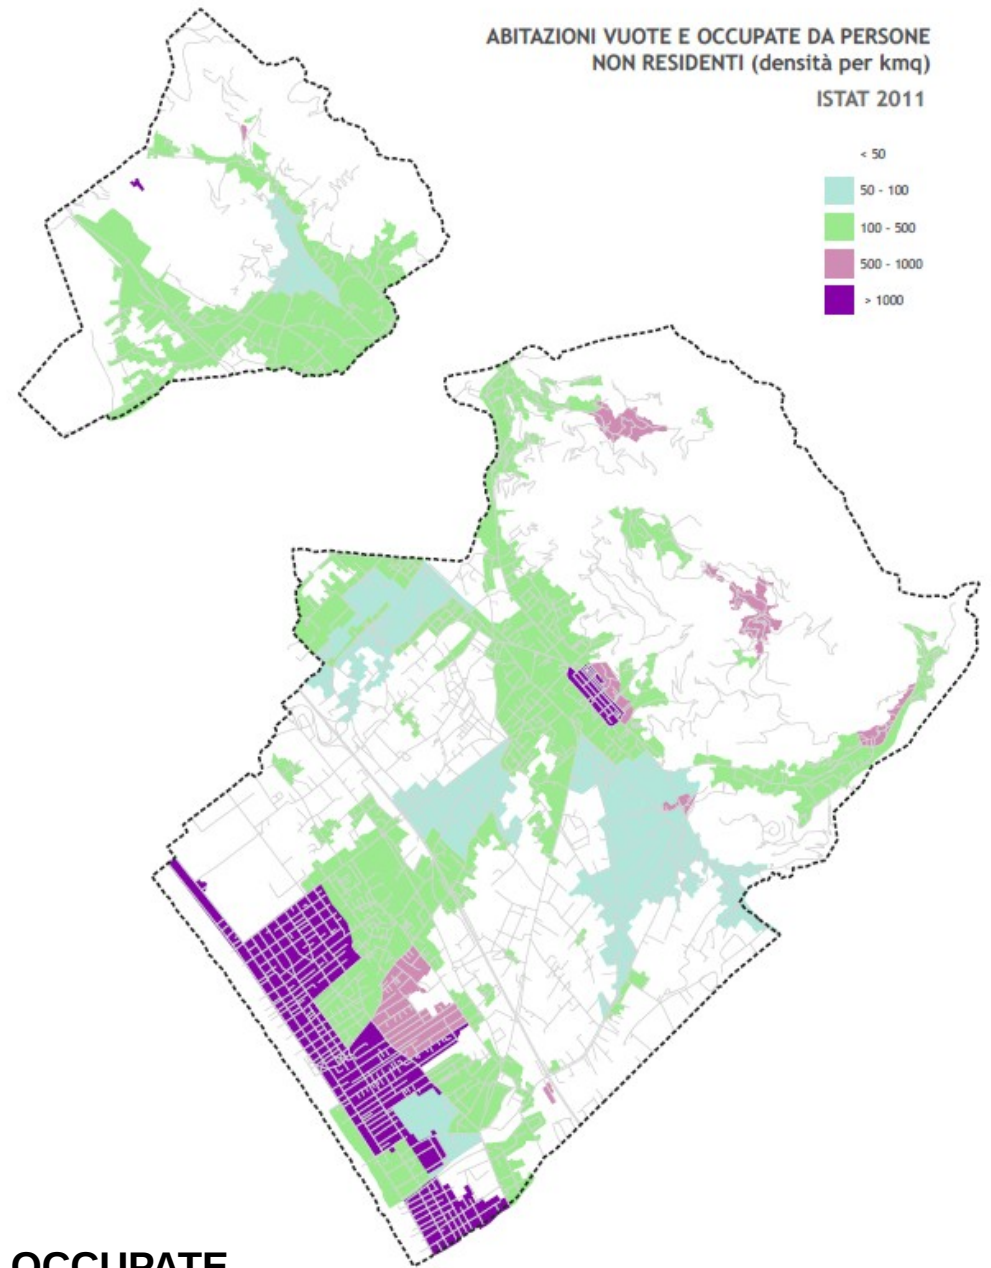 ABITAZIONI VUOTE E OCCUPATE DA PERSONE
NON RESIDENTI (densità per kmq)
ISTAT 2011
< 50
50 - 100
100 - 500
500 - 1000
> 1000
OCCUPATE